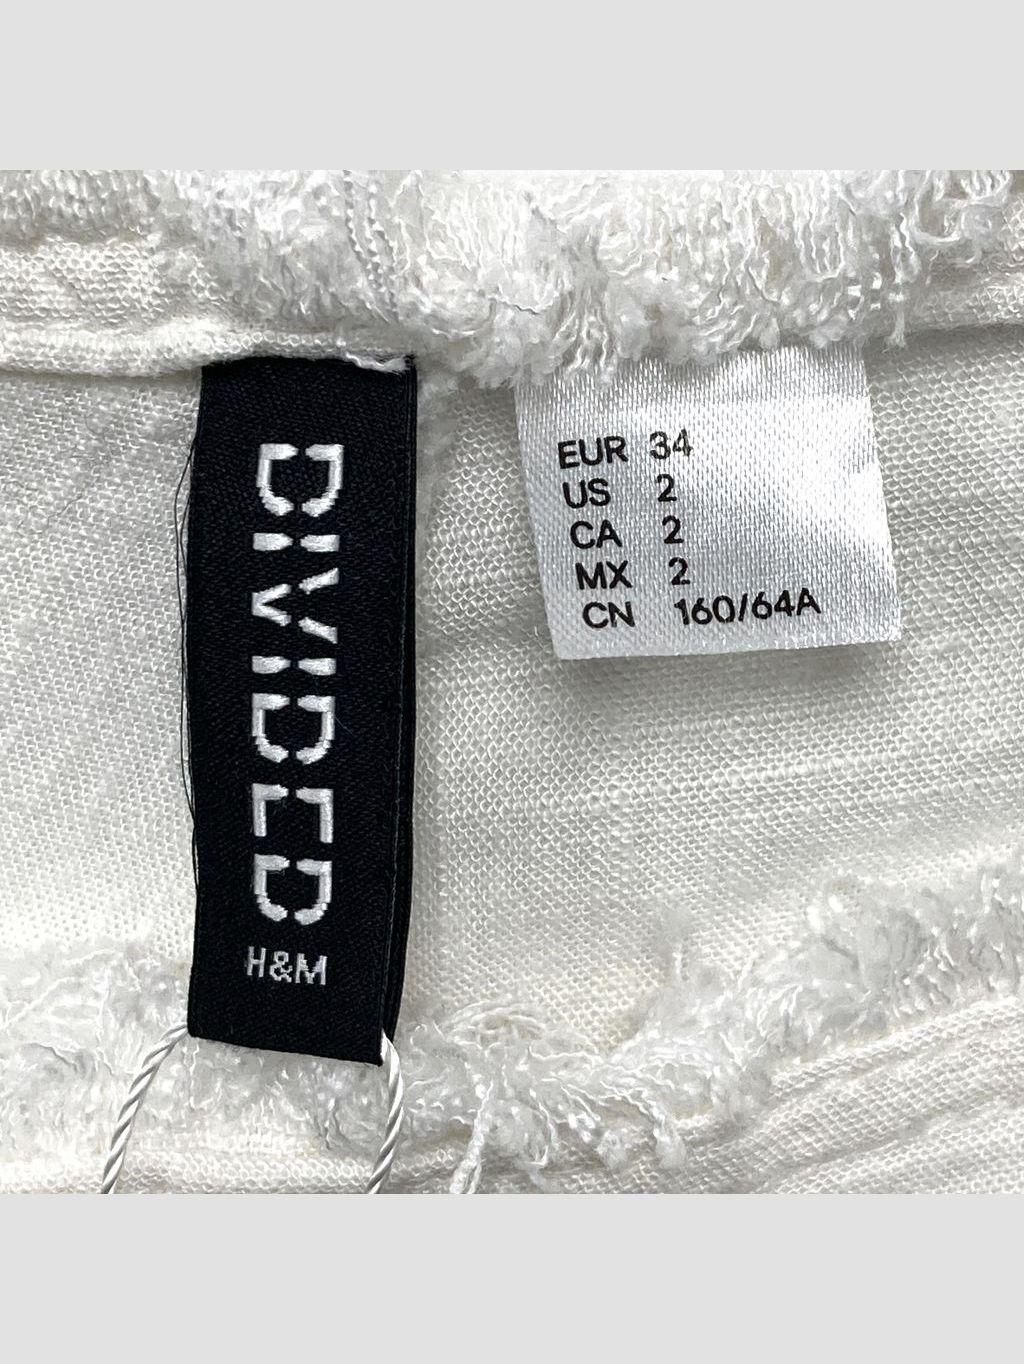 DIVIDED
H&M
EUR 34
US 2
CA 2
MX 2
CN 160/64A